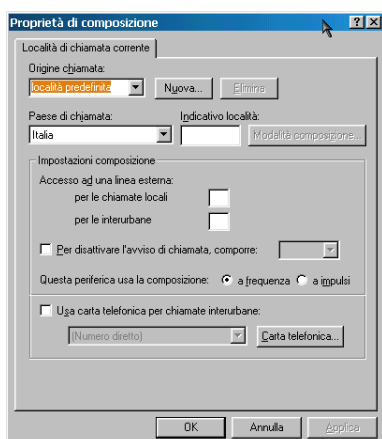 Proprietà di composizione
Località di chiamata corrente
Origine chiamata:
località predefinita Nuova... Elimina
Paese di chiamata: Indicativo località:
Italia Modalità composizione...
Impostazioni composizione
Accesso ad una linea esterna:
per le chiamate locali
per le interurbane
Per disattivare l'avviso di chiamata, comporre:
Questa periferica usa la composizione: a frequenza a impulsi
Usa carta telefonica per chiamate interurbane:
(Numero diretto) Carta telefonica...
OK Annulla Applica